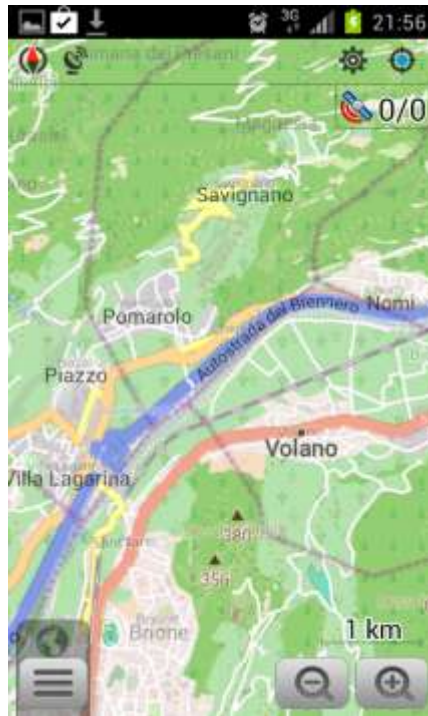 3G 21:56
0/0
Savignano
Pomarolo
Autostrada del Brennero
Nomi
Piazzo
Volano
Villa Lagarina
380
356
Brione
1 km